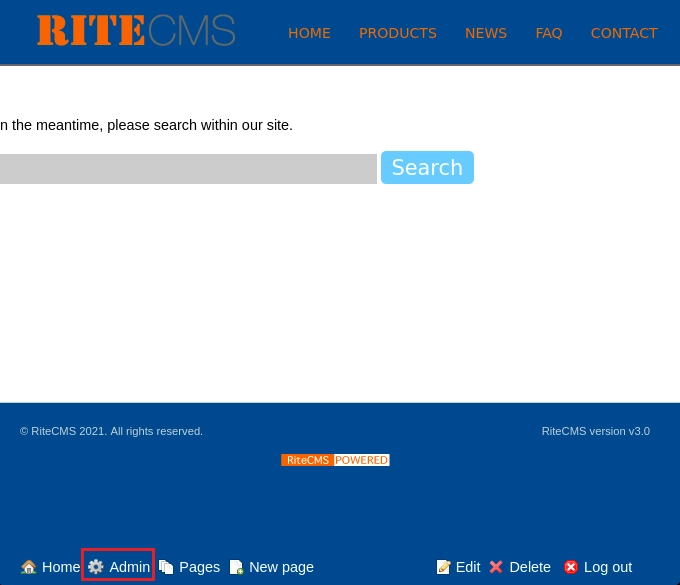 RITECMS HOME PRODUCTS NEWS FAQ CONTACT
n the meantime, please search within our site.
Search
© RiteCMS 2021. All rights reserved. RiteCMS version v3.0
RiteCMS POWERED
Home Admin Pages New page Edit Delete Log out